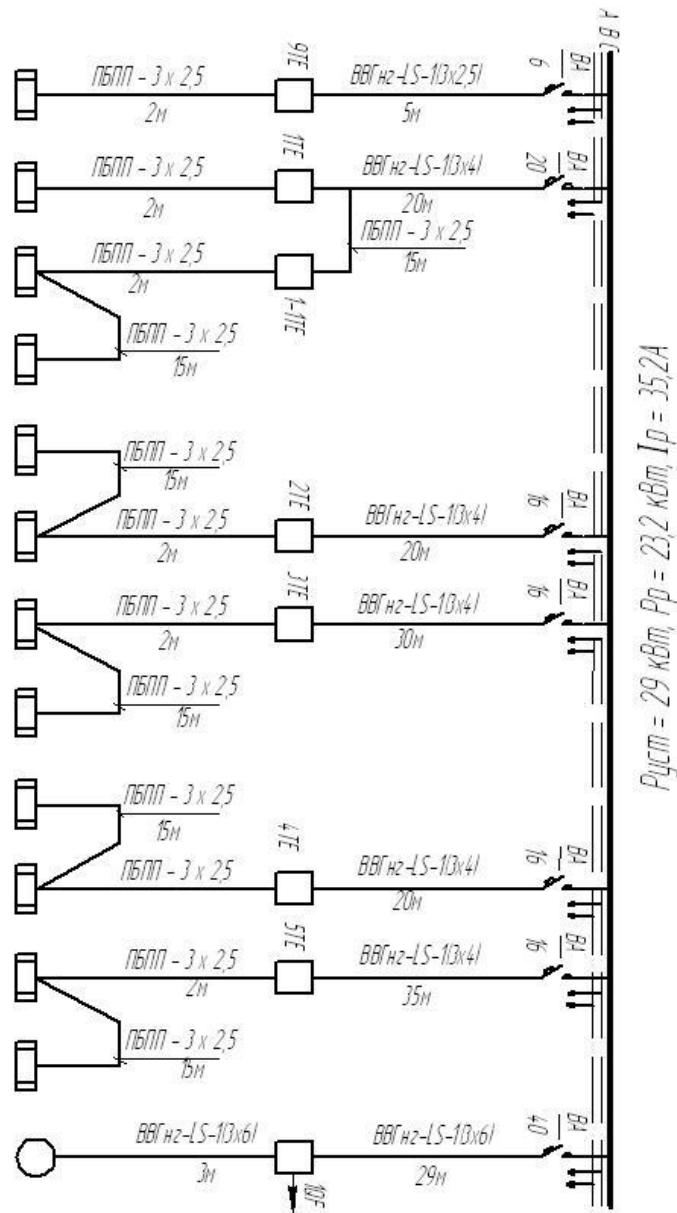 А В С
ПБПП - 3 х 2,5
2м
9ТЕ
ВВГнг-LS-1(3х2,5)
5м
ВА
6
ПБПП - 3 х 2,5
2м
1ТЕ
ВВГнг-LS-1(3х4)
20м
ВА
20
ПБПП - 3 х 2,5
15м
ПБПП - 3 х 2,5
2м
1-1ТЕ
ПБПП - 3 х 2,5
15м
ПБПП - 3 х 2,5
15м
ПБПП - 3 х 2,5
2м
2ТЕ
ВВГнг-LS-1(3х4)
20м
ВА
16
ПБПП - 3 х 2,5
2м
3ТЕ
ВВГнг-LS-1(3х4)
30м
ВА
16
ПБПП - 3 х 2,5
15м
ПБПП - 3 х 2,5
15м
ПБПП - 3 х 2,5
4ТЕ
ВВГнг-LS-1(3х4)
20м
ВА
16
ПБПП - 3 х 2,5
2м
5ТЕ
ВВГнг-LS-1(3х4)
35м
ВА
16
ПБПП - 3 х 2,5
15м
ВВГнг-LS-1(3х6)
3м
ВВГнг-LS-1(3х6)
29м
ВА
40
Руст = 29 кВт, Рр = 23,2 кВт, Iр = 35,2А